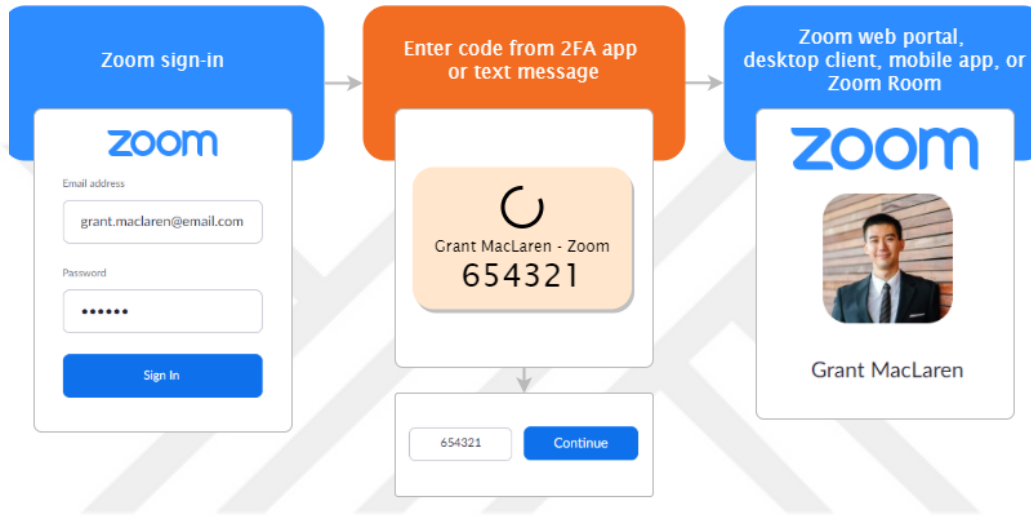 Zoom sign-in
zoom
Email address
grant.maclaren@email.com
Password
••••••
Sign In
Enter code from 2FA app
or text message
Grant MacLaren - Zoom
654321
654321
Continue
Zoom web portal,
desktop client, mobile app, or
Zoom Room
zoom
Grant MacLaren